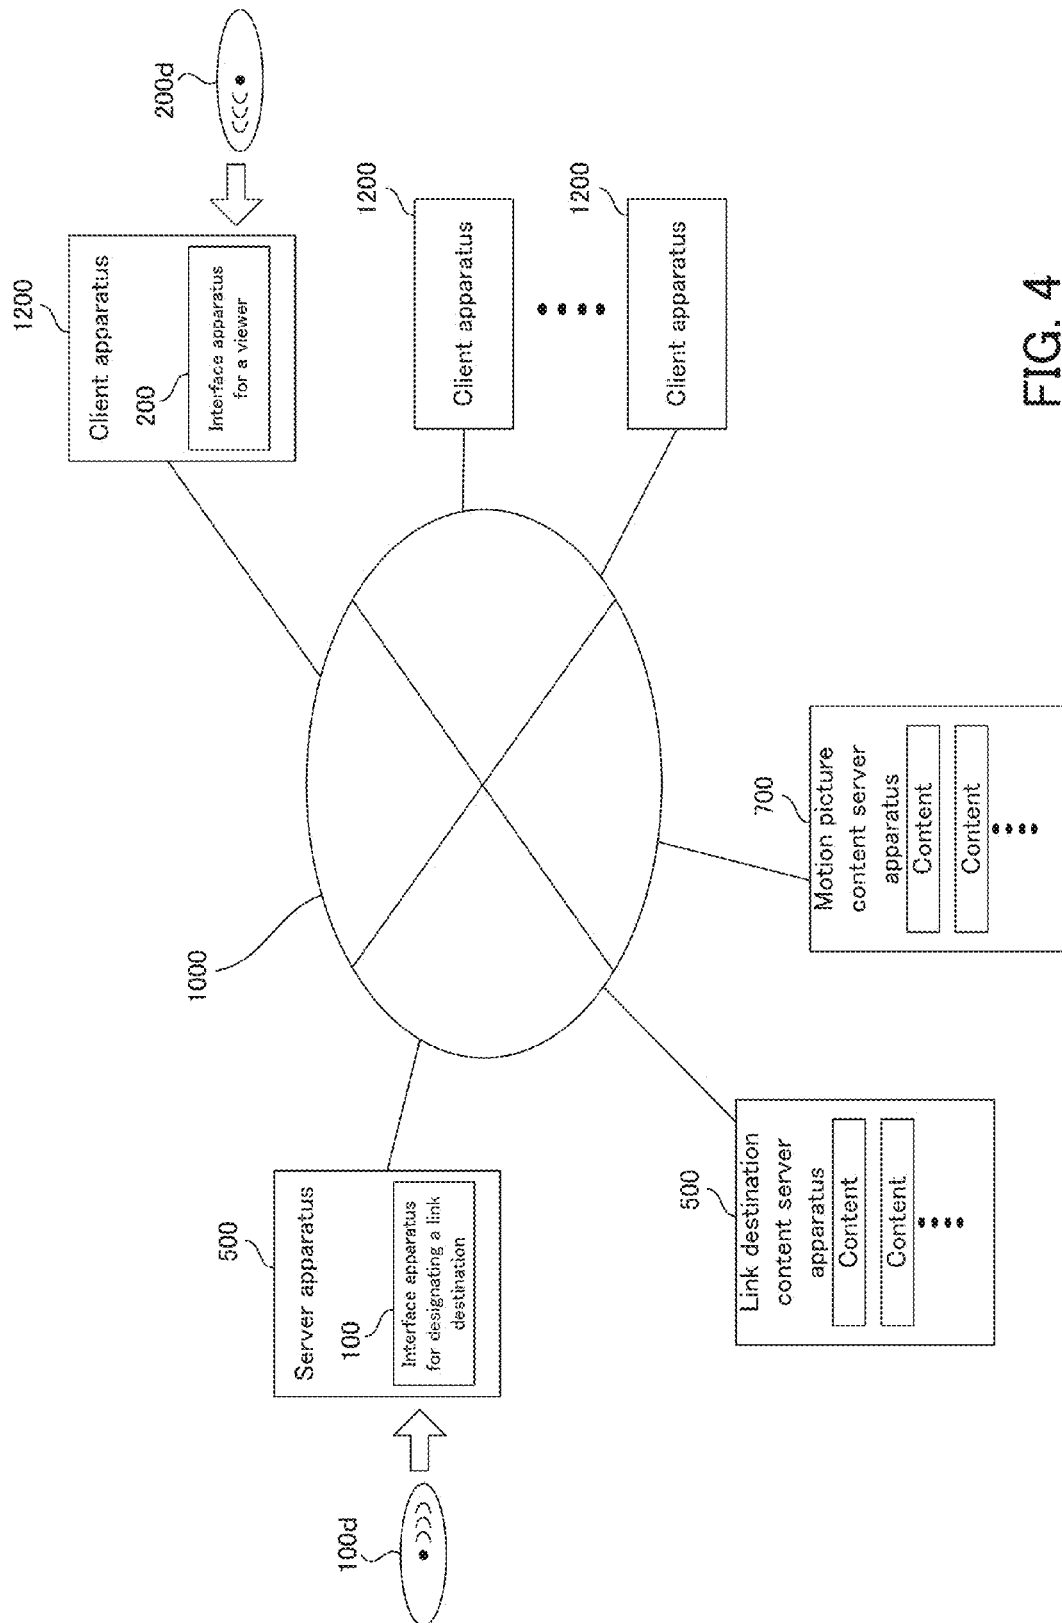 100d
500
Server apparatus
100
Interface apparatus
for designating a link
destination
1000
1200
Client apparatus
200
Interface apparatus
for a viewer
200d
1200
Client apparatus
1200
Client apparatus
500
Link destination
content server
apparatus
Content
Content
700
Motion picture
content server
apparatus
Content
Content
FIG. 4